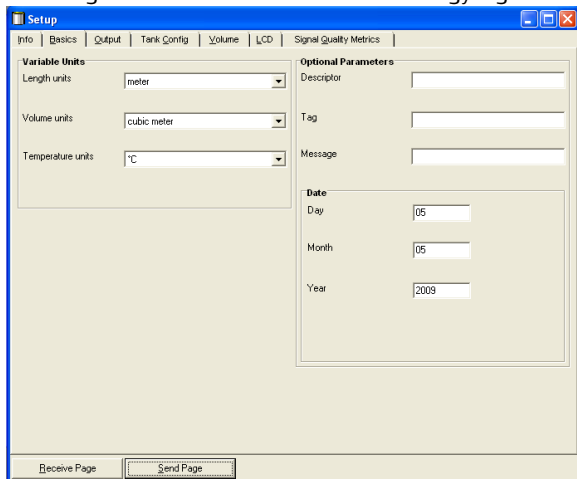 Setup
Info Basics Output Tank Config Volume LCD Signal Quality Metrics
Variable Units
Length units meter
Volume units cubic meter
Temperature units °C
Optional Parameters
Descriptor
Tag
Message
Date
Day 05
Month 05
Year 2009
Receive Page Send Page